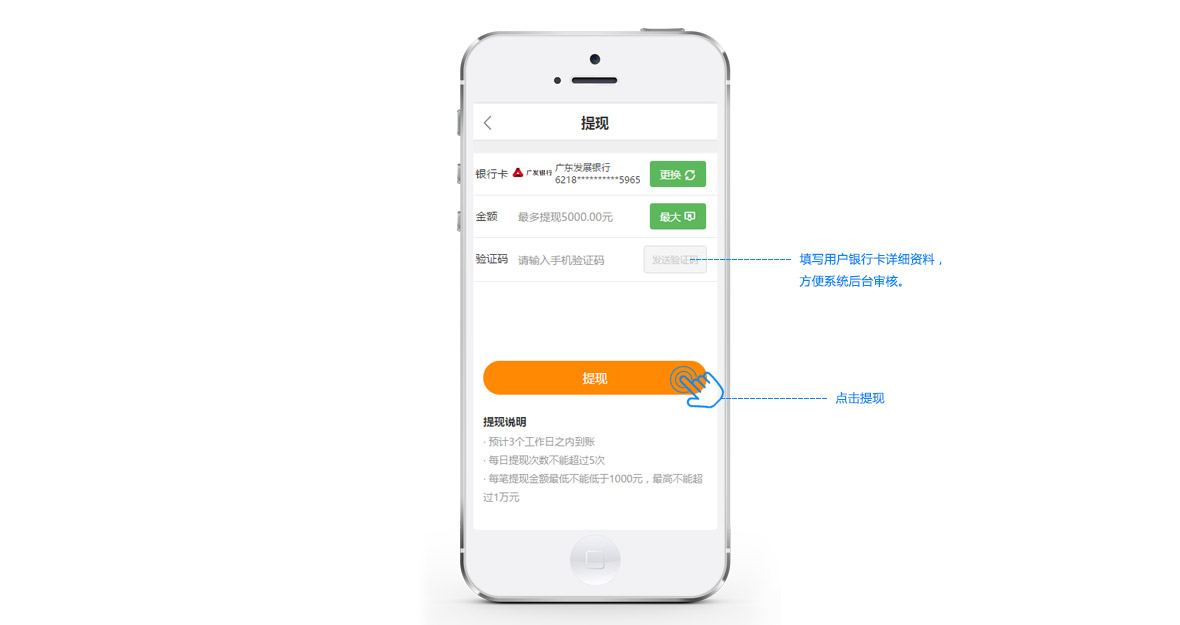 提现
银行卡 广发银行 广东发展银行 更换
6218**********5965
金额 最多提现5000.00元 最大
验证码 请输入手机验证码 发送验证码
填写用户银行卡详细资料，
方便系统后台审核。
提现
点击提现
提现说明
· 预计3个工作日之内到账
· 每日提现次数不能超过5次
· 每笔提现金额最低不能低于1000元，最高不能超
过1万元